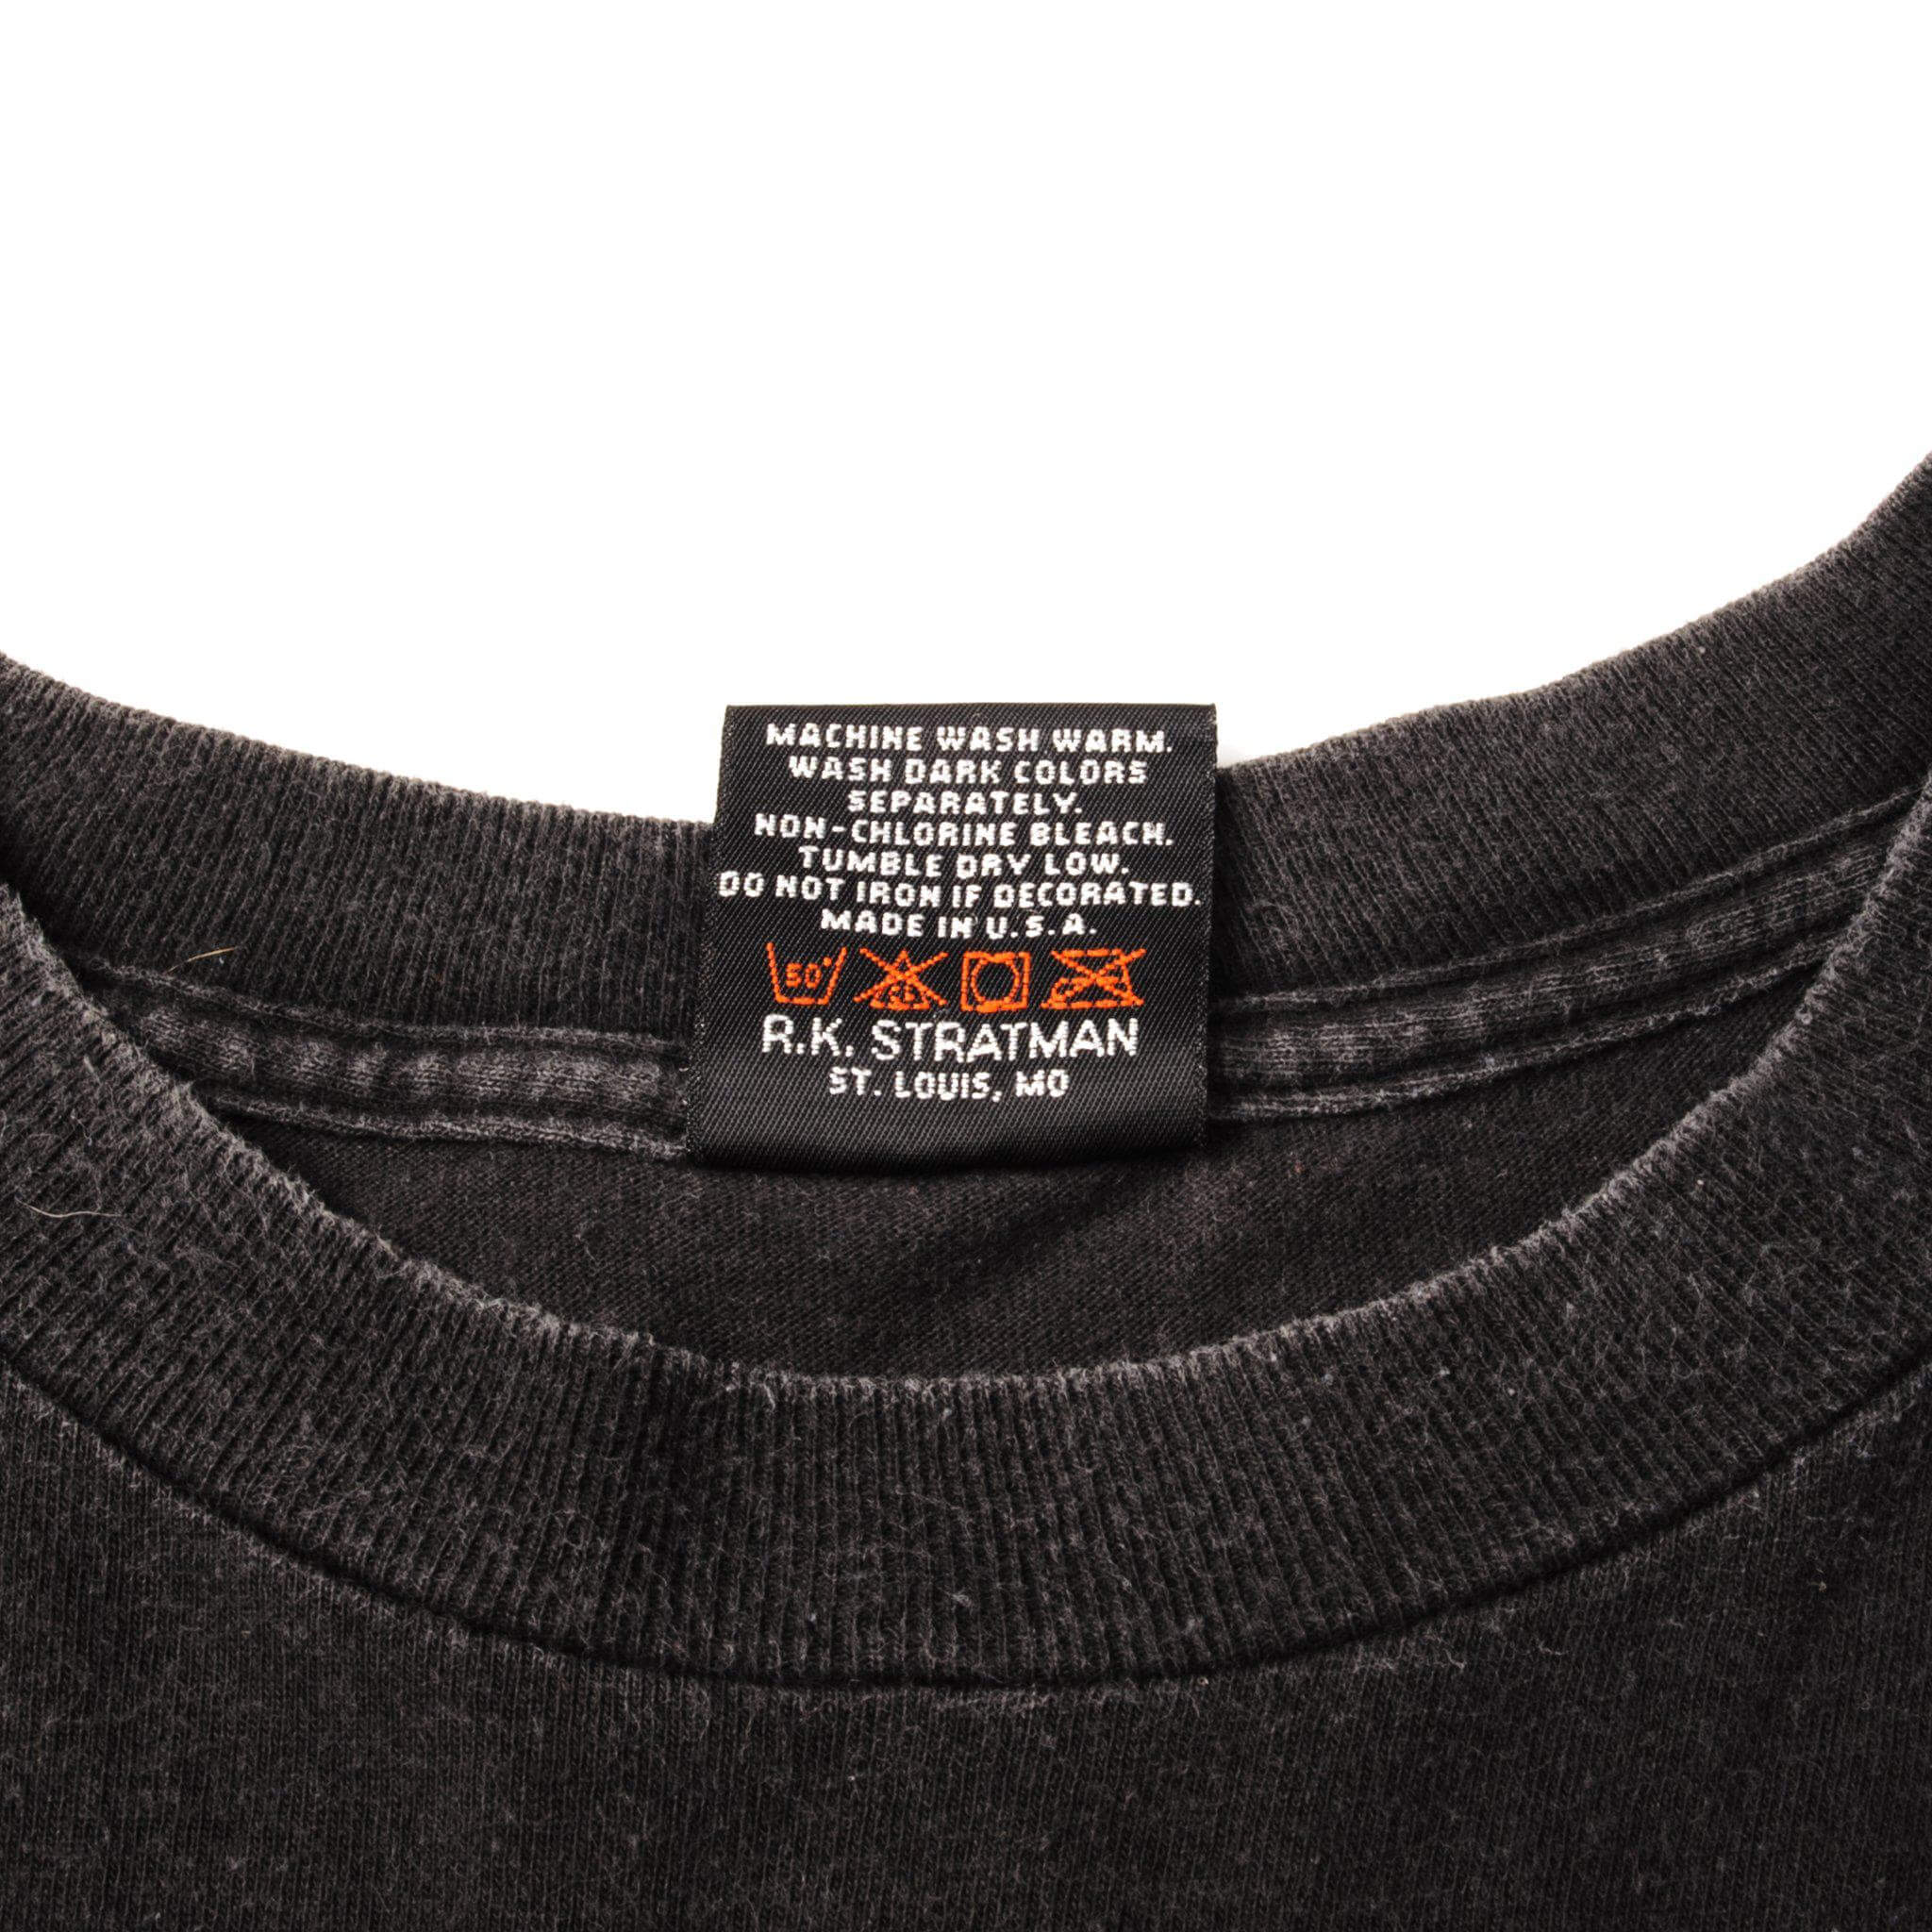 MACHINE WASH WARM.
WASH DARK COLORS
SEPARATELY.
NON-CHLORINE BLEACH.
TUMBLE DRY LOW.
DO NOT IRON IF DECORATED.
MADE IN U.S.A.
50° CL
R.K. STRATMAN
ST. LOUIS, MO